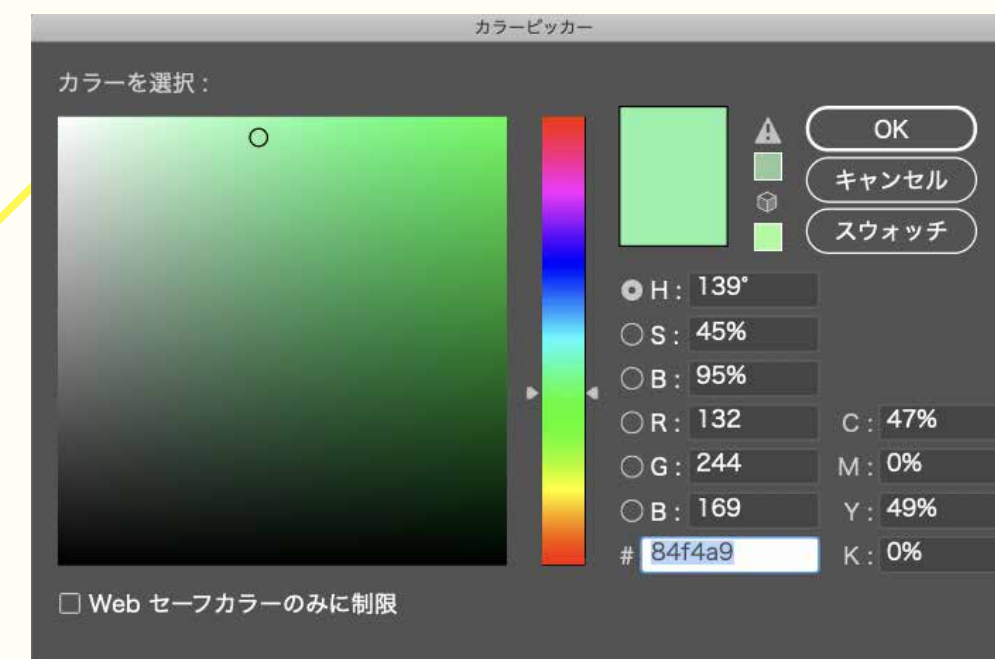 カラーピッカー
カラーを選択 :
OK
キャンセル
スウォッチ
H : 139°
S : 45%
B : 95%
R : 132 C : 47%
G : 244 M : 0%
B : 169 Y : 49%
# 84f4a9 K : 0%
Web セーフカラーのみに制限